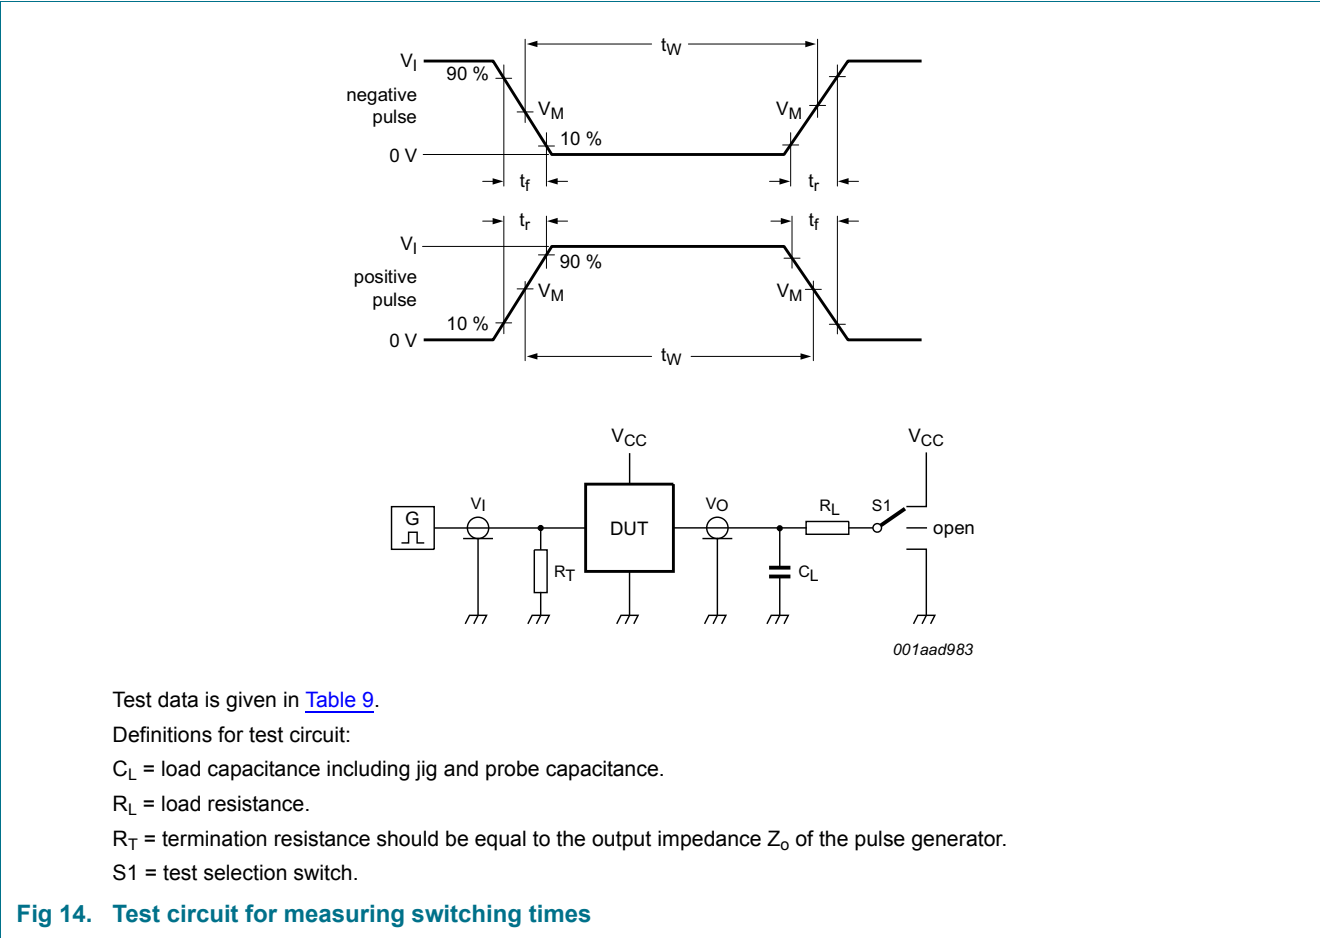 tW
VI
90 %
negative
pulse
VM
VM
10 %
0 V
tf
tr
tr
tf
VI
90 %
positive
pulse
VM
VM
10 %
0 V
tW
VCC
VCC
G
VI
DUT
VO
RL
S1
open
RT
CL
001aad983
Test data is given in Table 9.
Definitions for test circuit:
CL = load capacitance including jig and probe capacitance.
RL = load resistance.
RT = termination resistance should be equal to the output impedance Zo of the pulse generator.
S1 = test selection switch.
Fig 14. Test circuit for measuring switching times